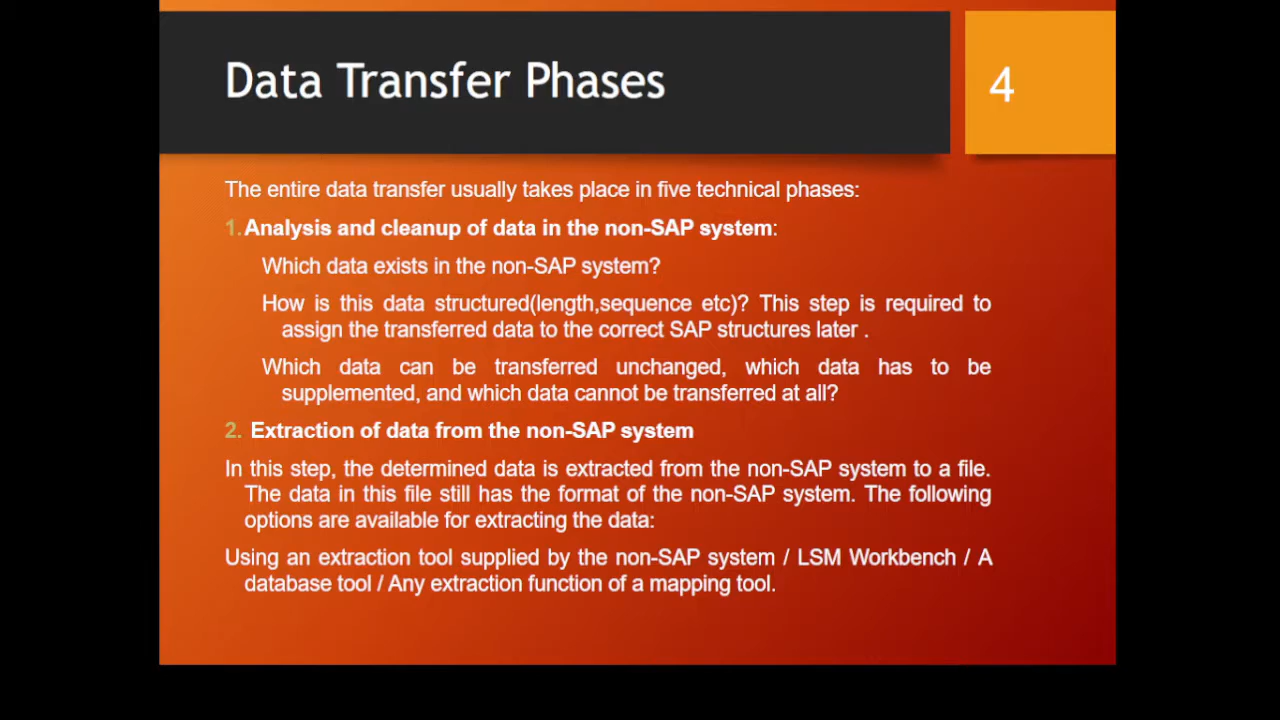 Data Transfer Phases
4
The entire data transfer usually takes place in five technical phases:
1. Analysis and cleanup of data in the non-SAP system:
Which data exists in the non-SAP system?
How is this data structured(length,sequence etc)? This step is required to
assign the transferred data to the correct SAP structures later .
Which data can be transferred unchanged, which data has to be
supplemented, and which data cannot be transferred at all?
2. Extraction of data from the non-SAP system
In this step, the determined data is extracted from the non-SAP system to a file.
The data in this file still has the format of the non-SAP system. The following
options are available for extracting the data:
Using an extraction tool supplied by the non-SAP system / LSM Workbench / A
database tool / Any extraction function of a mapping tool.